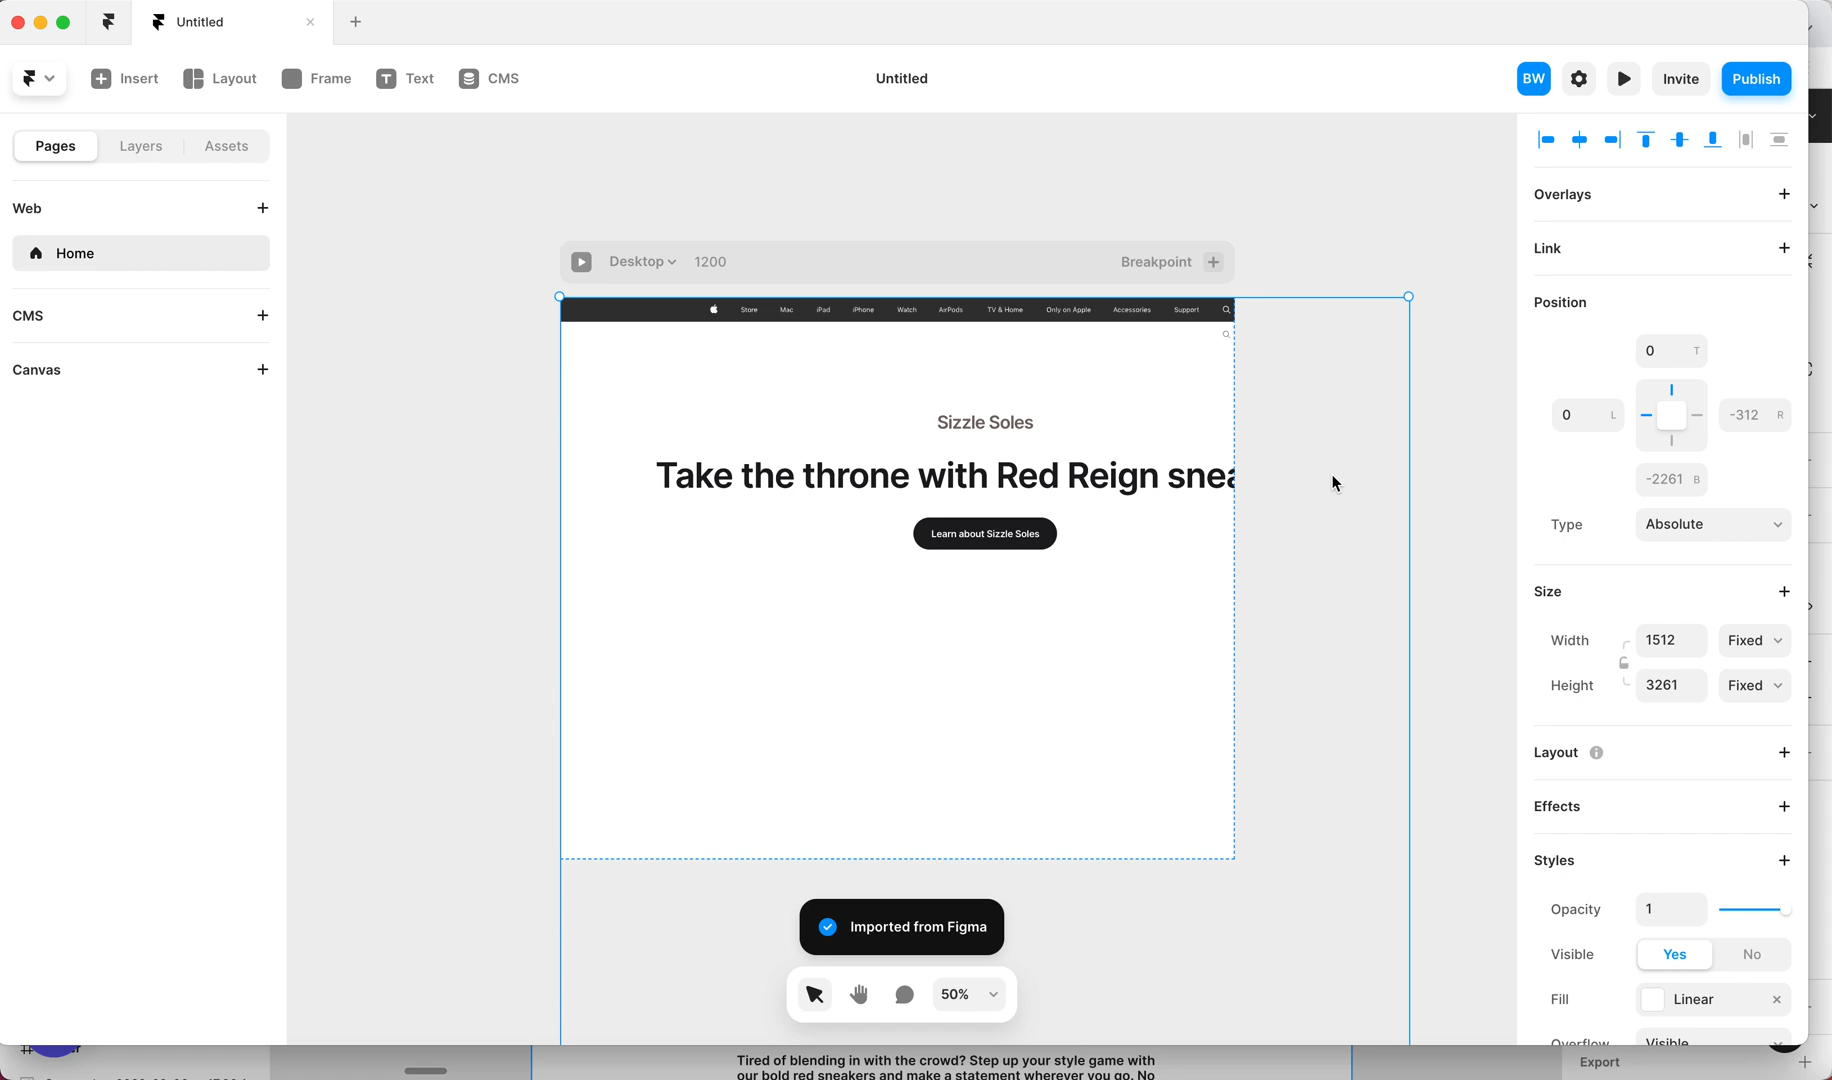 Untitled
Insert
Layout
Frame
Text
CMS
Untitled
BW
Invite
Publish
Pages
Layers
Assets
Web
Home
CMS
Canvas
Desktop
1200
Breakpoint
Store
Mac
iPad
iPhone
Watch
AirPods
TV & Home
Only on Apple
Accessories
Support
Sizzle Soles
Take the throne with Red Reign snea
Learn about Sizzle Soles
Imported from Figma
50%
Overlays
Link
Position
0 T
0 L
-312 R
-2261 B
Type
Absolute
Size
Width
1512
Fixed
Height
3261
Fixed
Layout
Effects
Styles
Opacity
1
Visible
Yes
No
Fill
Linear
Overflow
Visible
Export
Tired of blending in with the crowd? Step up your style game with
our bold red sneakers and make a statement wherever you go. No